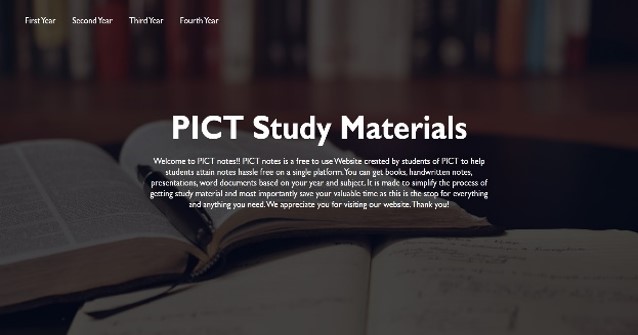 First Year Second Year Third Year Fourth Year
PICT Study Materials
Welcome to PICT notes!! PICT notes is a free to use Website created by students of PICT to help
students attain notes hassle free on a single platform. You can get books, handwritten notes,
presentations, word documents based on your year and subject. It is made to simplify the process of
getting study material and most importantly save your valuable time as this is the stop for everything
and anything you need. We appreciate you for visiting our website. Thank you!